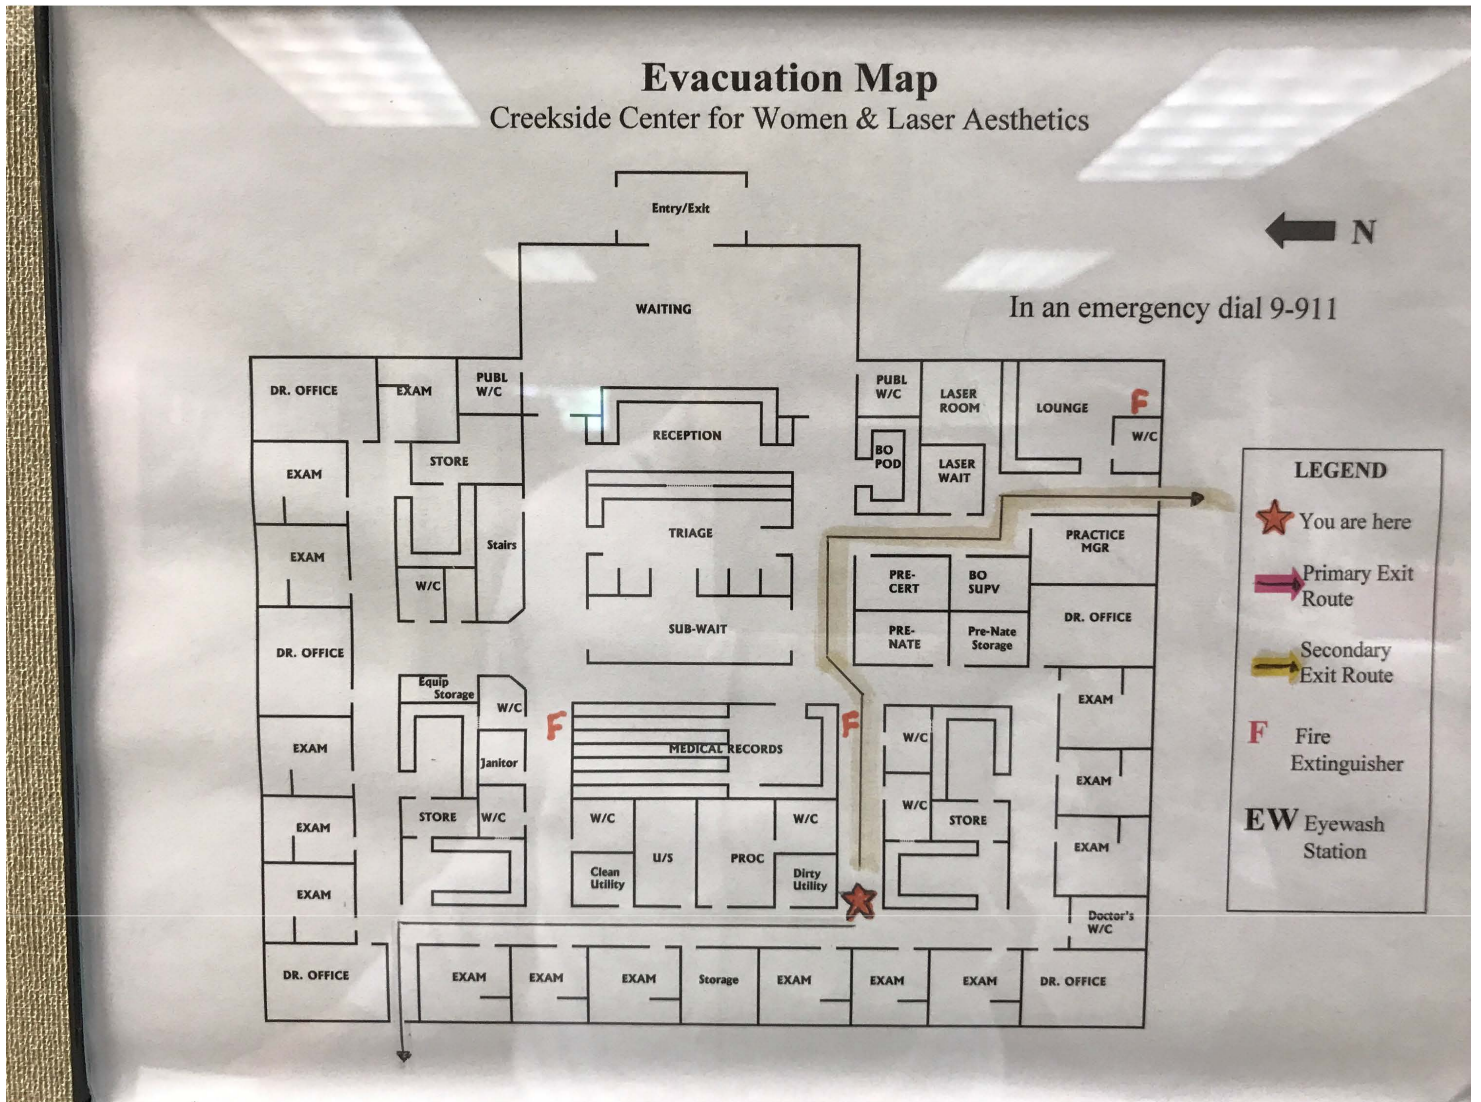 Evacuation Map
Creekside Center for Women & Laser Aesthetics
Entry/Exit
N
WAITING
In an emergency dial 9-911
DR. OFFICE
EXAM
PUBL
W/C
PUBL
W/C
LASER
ROOM
LOUNGE
F
W/C
RECEPTION
BO
POD
LASER
WAIT
EXAM
STORE
LEGEND
You are here
Primary Exit
Route
Secondary
Exit Route
F Fire
Extinguisher
EW Eyewash
Station
EXAM
Stairs
TRIAGE
PRACTICE
MGR
W/C
PRE-
CERT
BO
SUPV
DR. OFFICE
SUB-WAIT
PRE-
NATE
Pre-Nate
Storage
DR. OFFICE
Equip
Storage
W/C
EXAM
F
F
MEDICAL RECORDS
W/C
EXAM
Janitor
EXAM
EXAM
STORE
W/C
W/C
W/C
W/C
STORE
EXAM
U/S
PROC
EXAM
Clean
Utility
Dirty
Utility
Doctor's
W/C
DR. OFFICE
EXAM
EXAM
EXAM
Storage
EXAM
EXAM
EXAM
DR. OFFICE